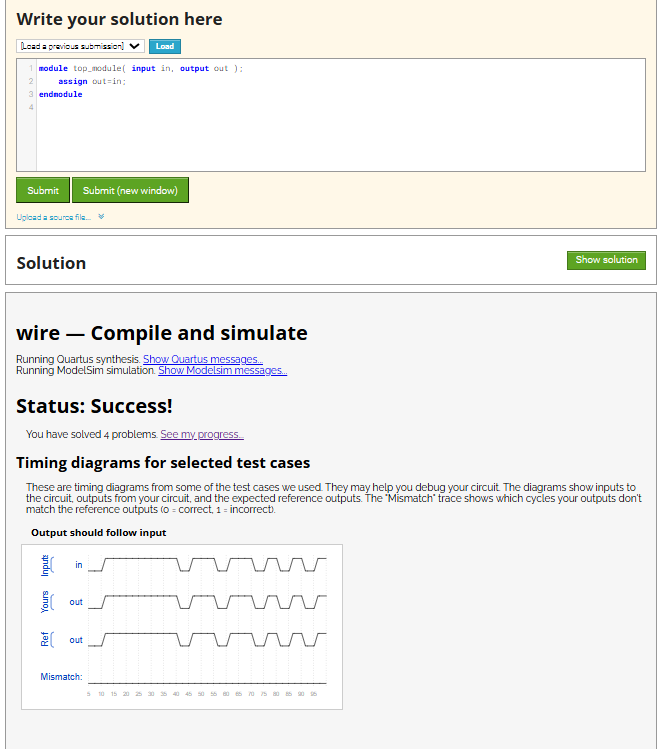 Write your solution here
[Load a previous submission] Load
1 module top_module( input in, output out );
2 assign out=in;
3 endmodule
4
Submit Submit (new window)
Upload a source file...
Solution Show solution
wire — Compile and simulate
Running Quartus synthesis. Show Quartus messages...
Running ModelSim simulation. Show Modelsim messages...
Status: Success!
You have solved 4 problems. See my progress...
Timing diagrams for selected test cases
These are timing diagrams from some of the test cases we used. They may help you debug your circuit. The diagrams show inputs to
the circuit, outputs from your circuit, and the expected reference outputs. The "Mismatch" trace shows which cycles your outputs don't
match the reference outputs (0 = correct, 1 = incorrect).
Output should follow input
Inputs in
Yours out
Ref out
Mismatch:
5 10 15 20 25 30 35 40 45 50 55 60 65 70 75 80 85 90 95